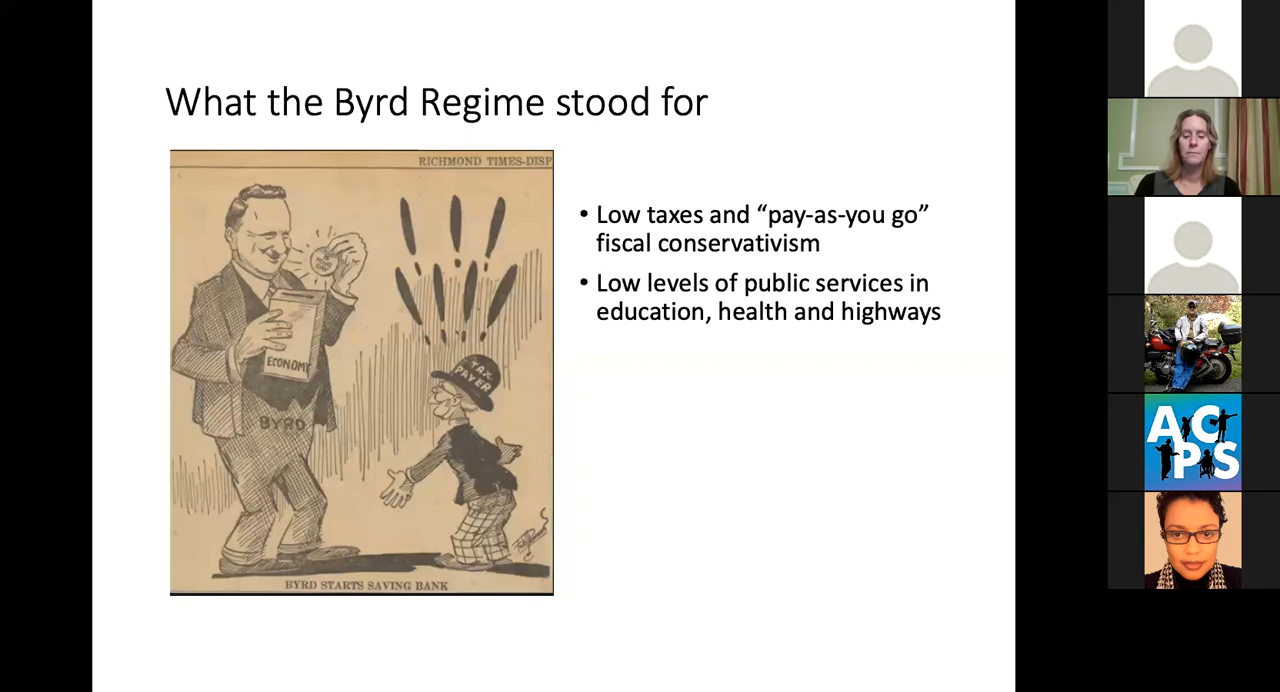 What the Byrd Regime stood for
RICHMOND TIMES-DISP
ECONOMY
BYRD
TAX
PAYER
BYRD STARTS SAVING BANK
• Low taxes and “pay-as-you go”
fiscal conservativism
• Low levels of public services in
education, health and highways
AC
PS